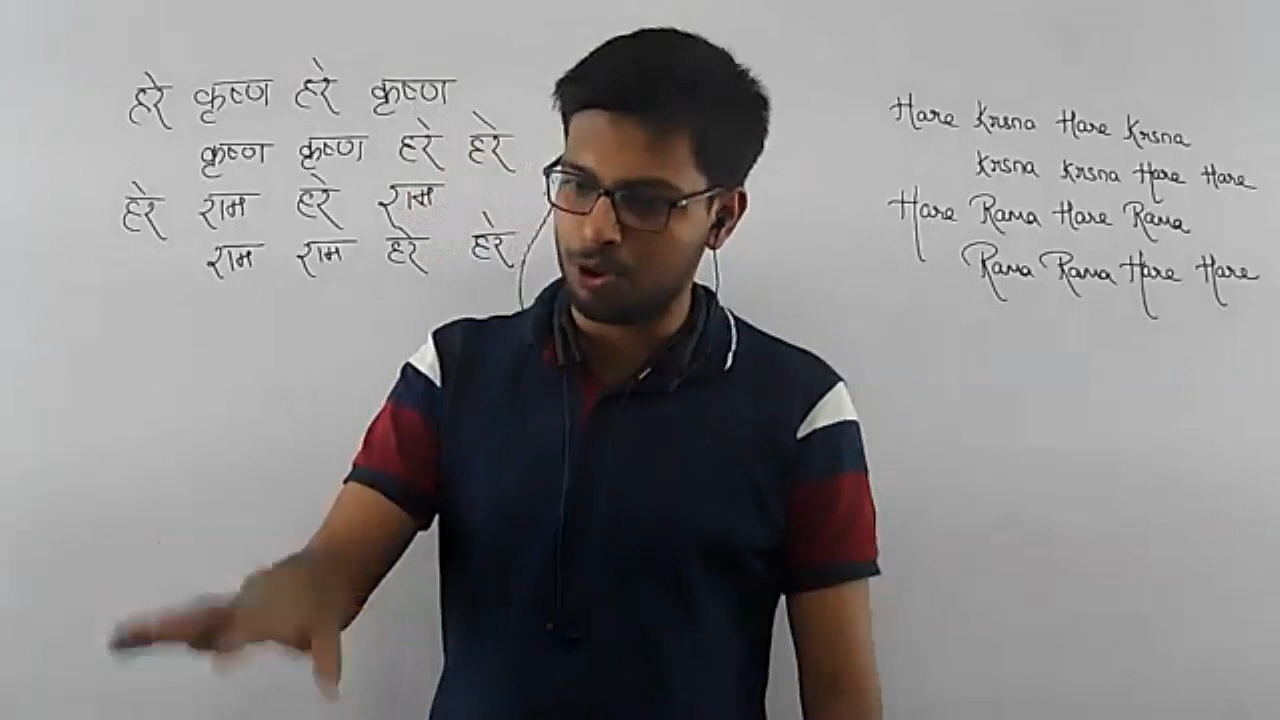 हरे कृष्ण हरे कृष्ण
कृष्ण कृष्ण हरे हरे
हरे राम हरे राम
राम राम हरे हरे
Hare Krsna Hare Krsna
Krsna Krsna Hare Hare
Hare Rama Hare Rama
Rama Rama Hare Hare